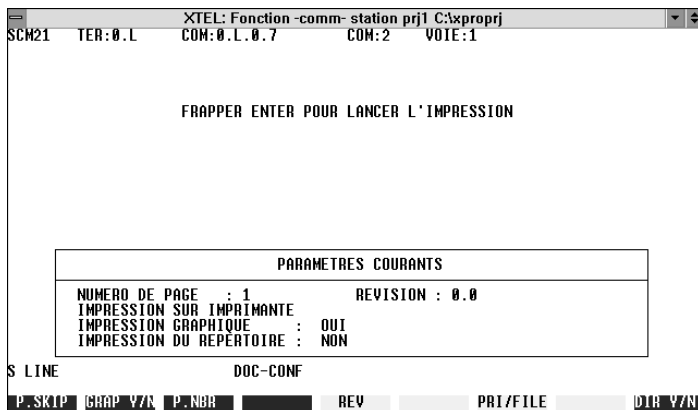 XTEL: Fonction -comm- station prj1 C:\xproprj
SCM21 TER:0.L COM:0.L.0.7 COM:2 VOIE:1
FRAPPER ENTER POUR LANCER L'IMPRESSION
PARAMETRES COURANTS
NUMERO DE PAGE : 1 REVISION : 0.0
IMPRESSION SUR IMPRIMANTE
IMPRESSION GRAPHIQUE : OUI
IMPRESSION DU REPERTOIRE : NON
S LINE DOC-CONF
P.SKIP GRAP Y/N P.NBR REV PRI/FILE DIR Y/N